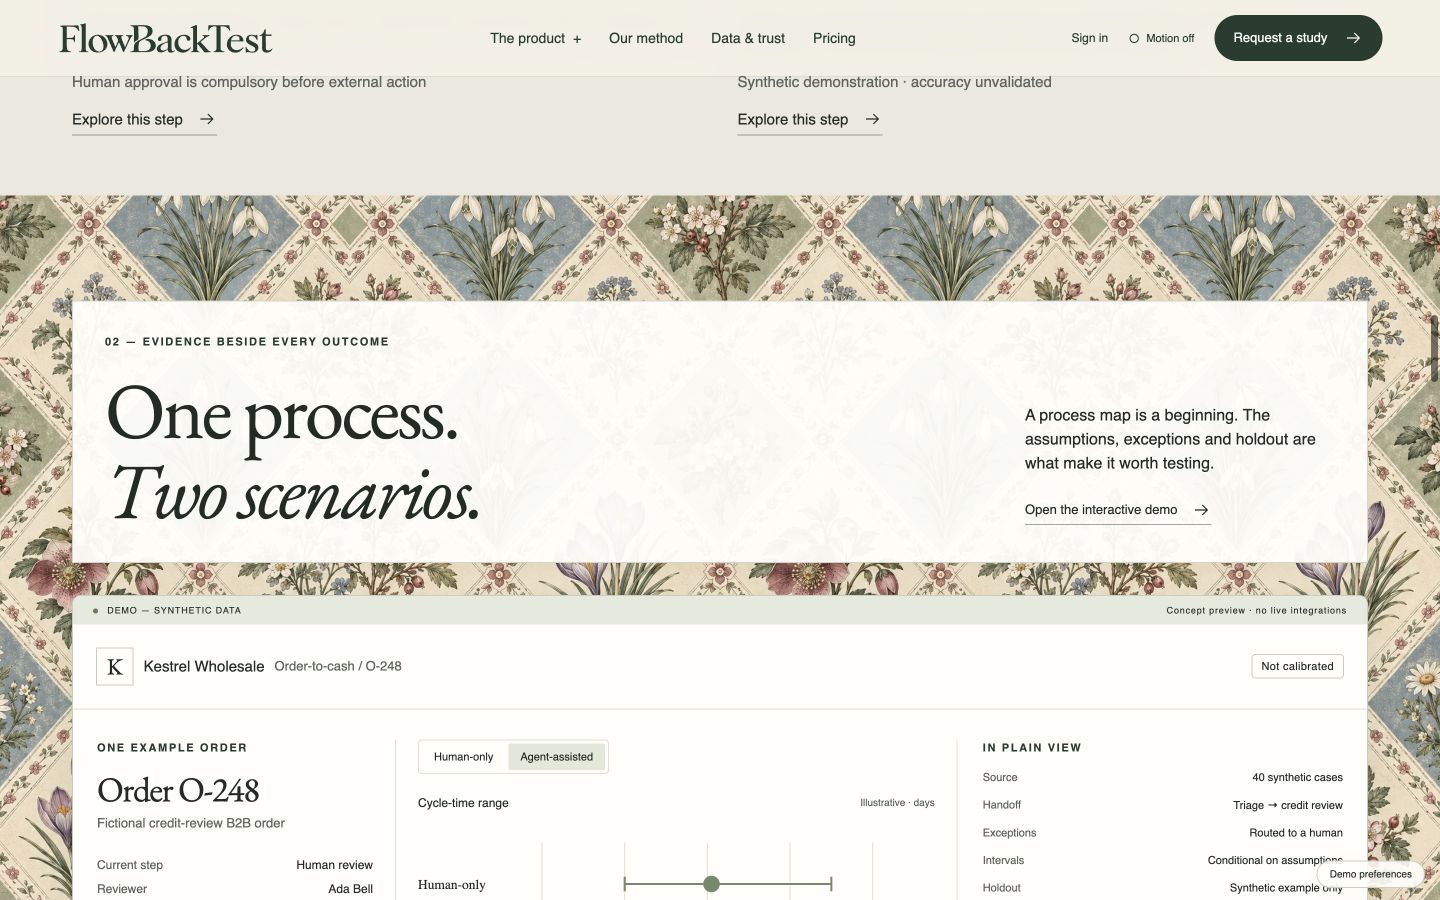 FlowBackTest
The product +
Our method
Data & trust
Pricing
Sign in
Motion off
Request a study
Human approval is compulsory before external action
Explore this step
Synthetic demonstration · accuracy unvalidated
Explore this step
02 — EVIDENCE BESIDE EVERY OUTCOME
One process.
Two scenarios.
A process map is a beginning. The
assumptions, exceptions and holdout are
what make it worth testing.
Open the interactive demo
DEMO — SYNTHETIC DATA
Concept preview · no live integrations
K
Kestrel Wholesale
Order-to-cash / O-248
Not calibrated
ONE EXAMPLE ORDER
Order O-248
Fictional credit-review B2B order
Current step
Human review
Reviewer
Ada Bell
Human-only
Agent-assisted
Cycle-time range
Illustrative · days
Human-only
IN PLAIN VIEW
Source
40 synthetic cases
Handoff
Triage → credit review
Exceptions
Routed to a human
Intervals
Conditional on assumptions
Holdout
Synthetic example only
Demo preferences